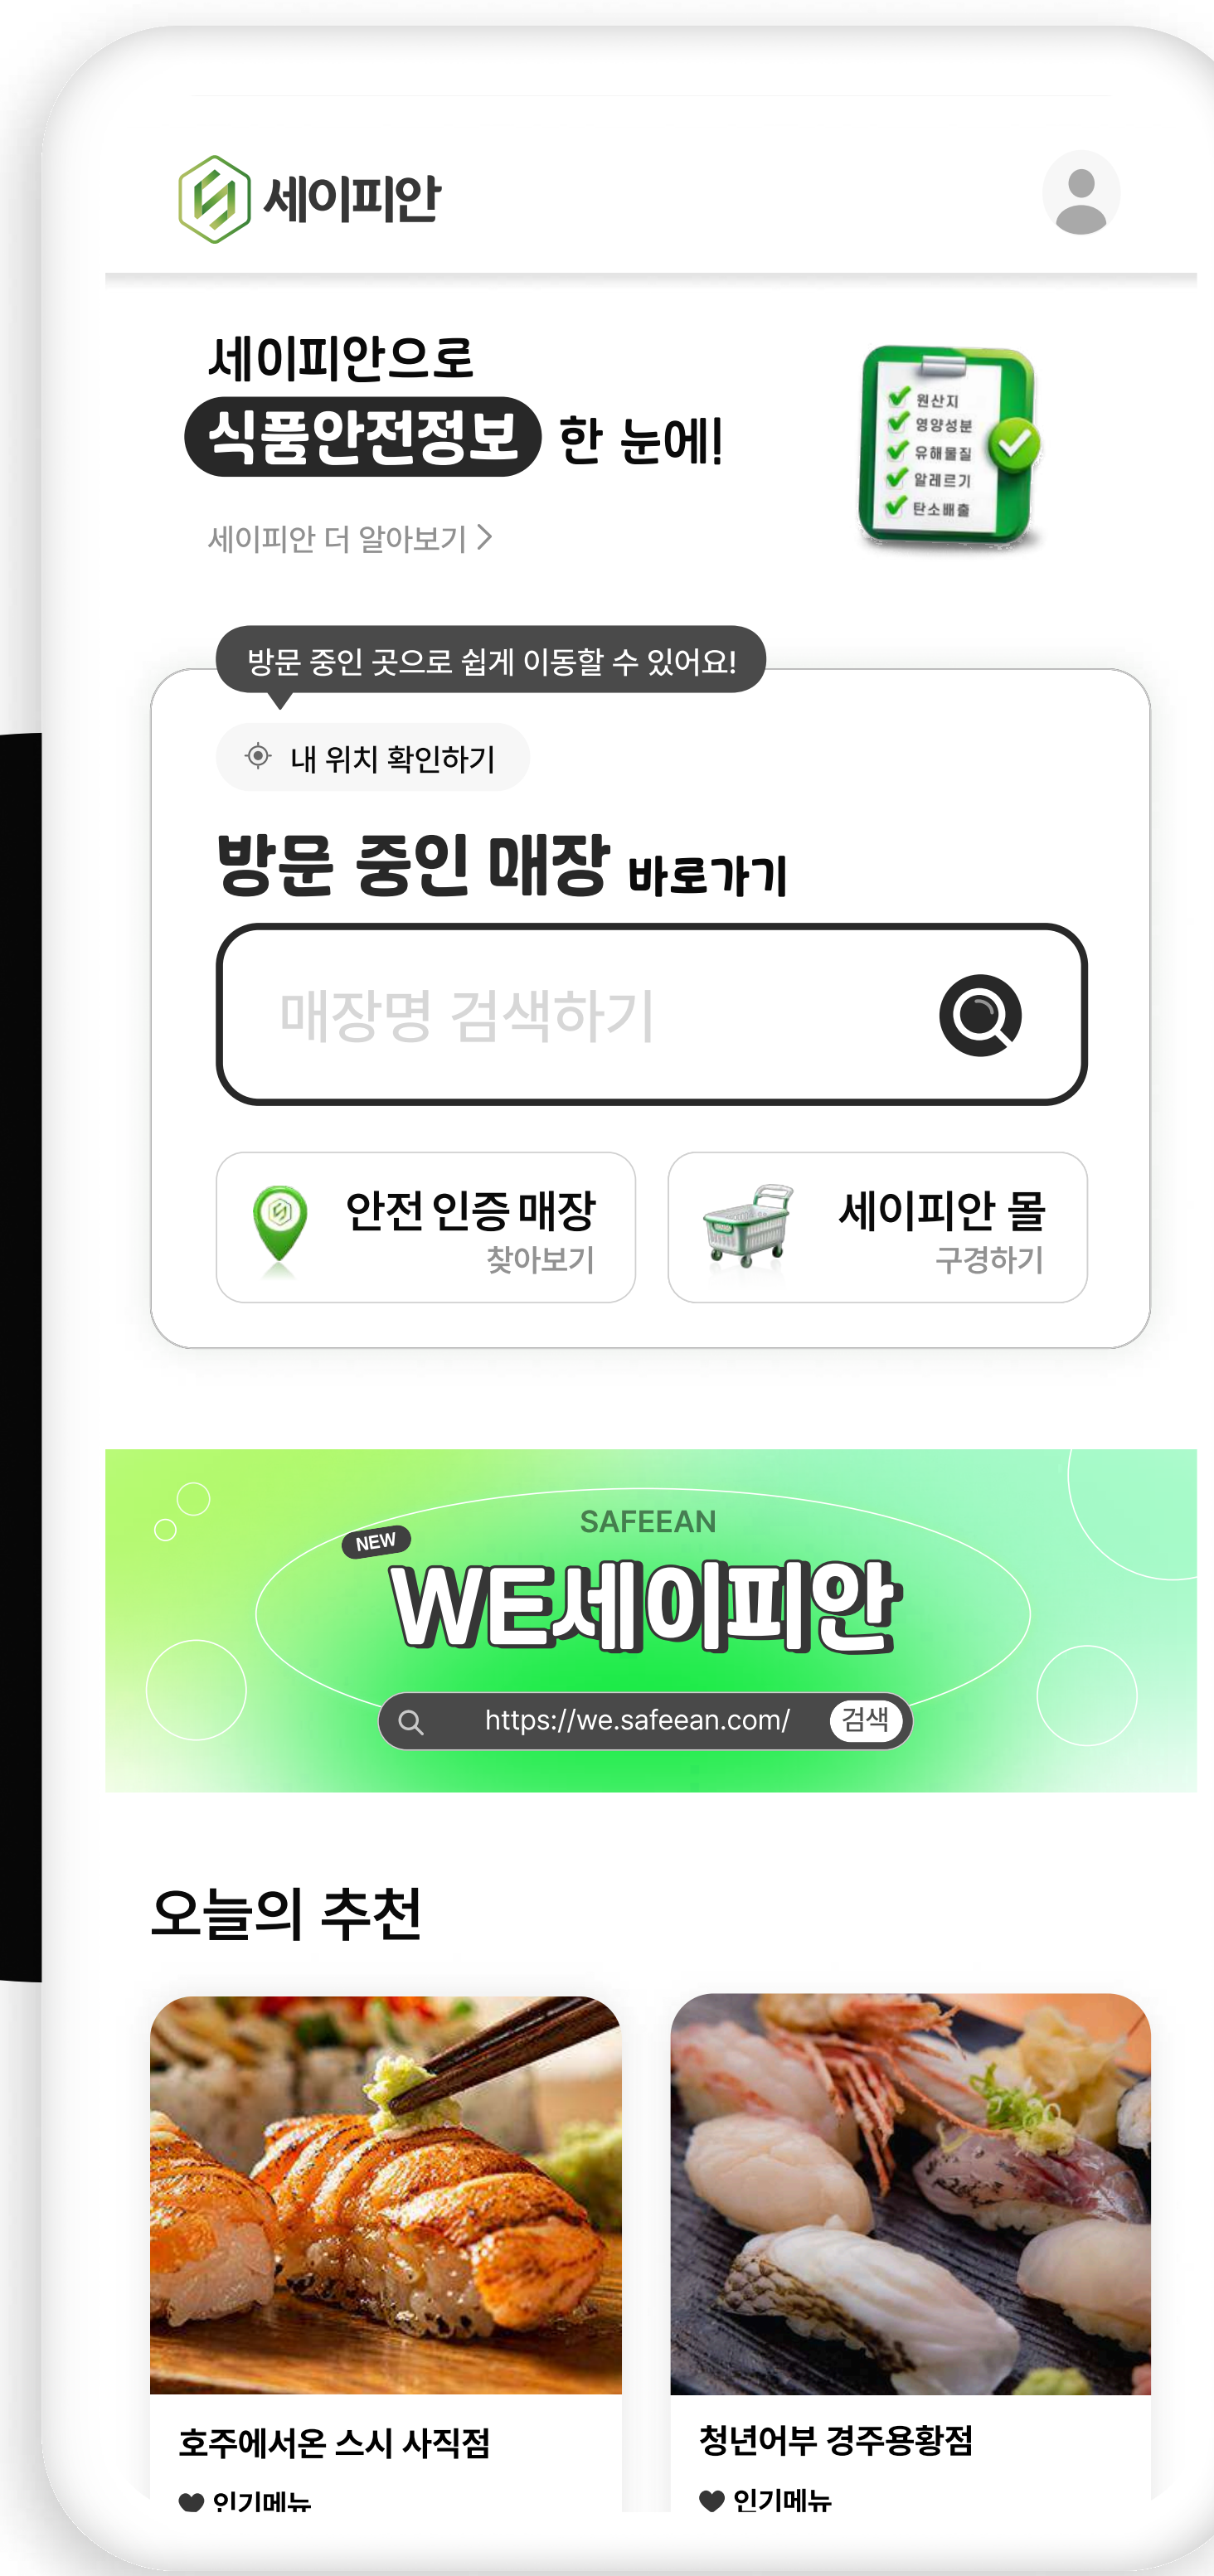 세이피안
세이피안으로
식품안전정보 한 눈에!
세이피안 더 알아보기
원산지
영양성분
유해물질
알레르기
탄소배출
방문 중인 곳으로 쉽게 이동할 수 있어요!
내 위치 확인하기
방문 중인 매장 바로가기
매장명 검색하기
안전 인증 매장
찾아보기
세이피안 몰
구경하기
SAFEEAN
NEW
WE세이피안
https://we.safeean.com/ 검색
오늘의 추천
호주에서온 스시 사직점
인기메뉴
청년어부 경주용황점
인기메뉴